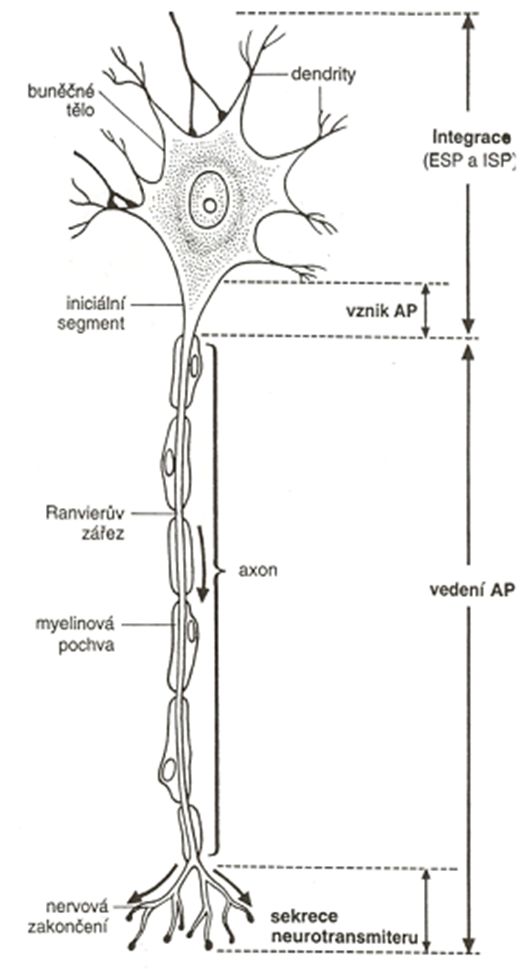 dendrity
buněčné
tělo
Integrace
(ESP a ISP)
iniciální
segment
vznik AP
Ranvierův
zářez
axon
vedení AP
myelinová
pochva
nervová
zakončení
sekrece
neurotransmiteru